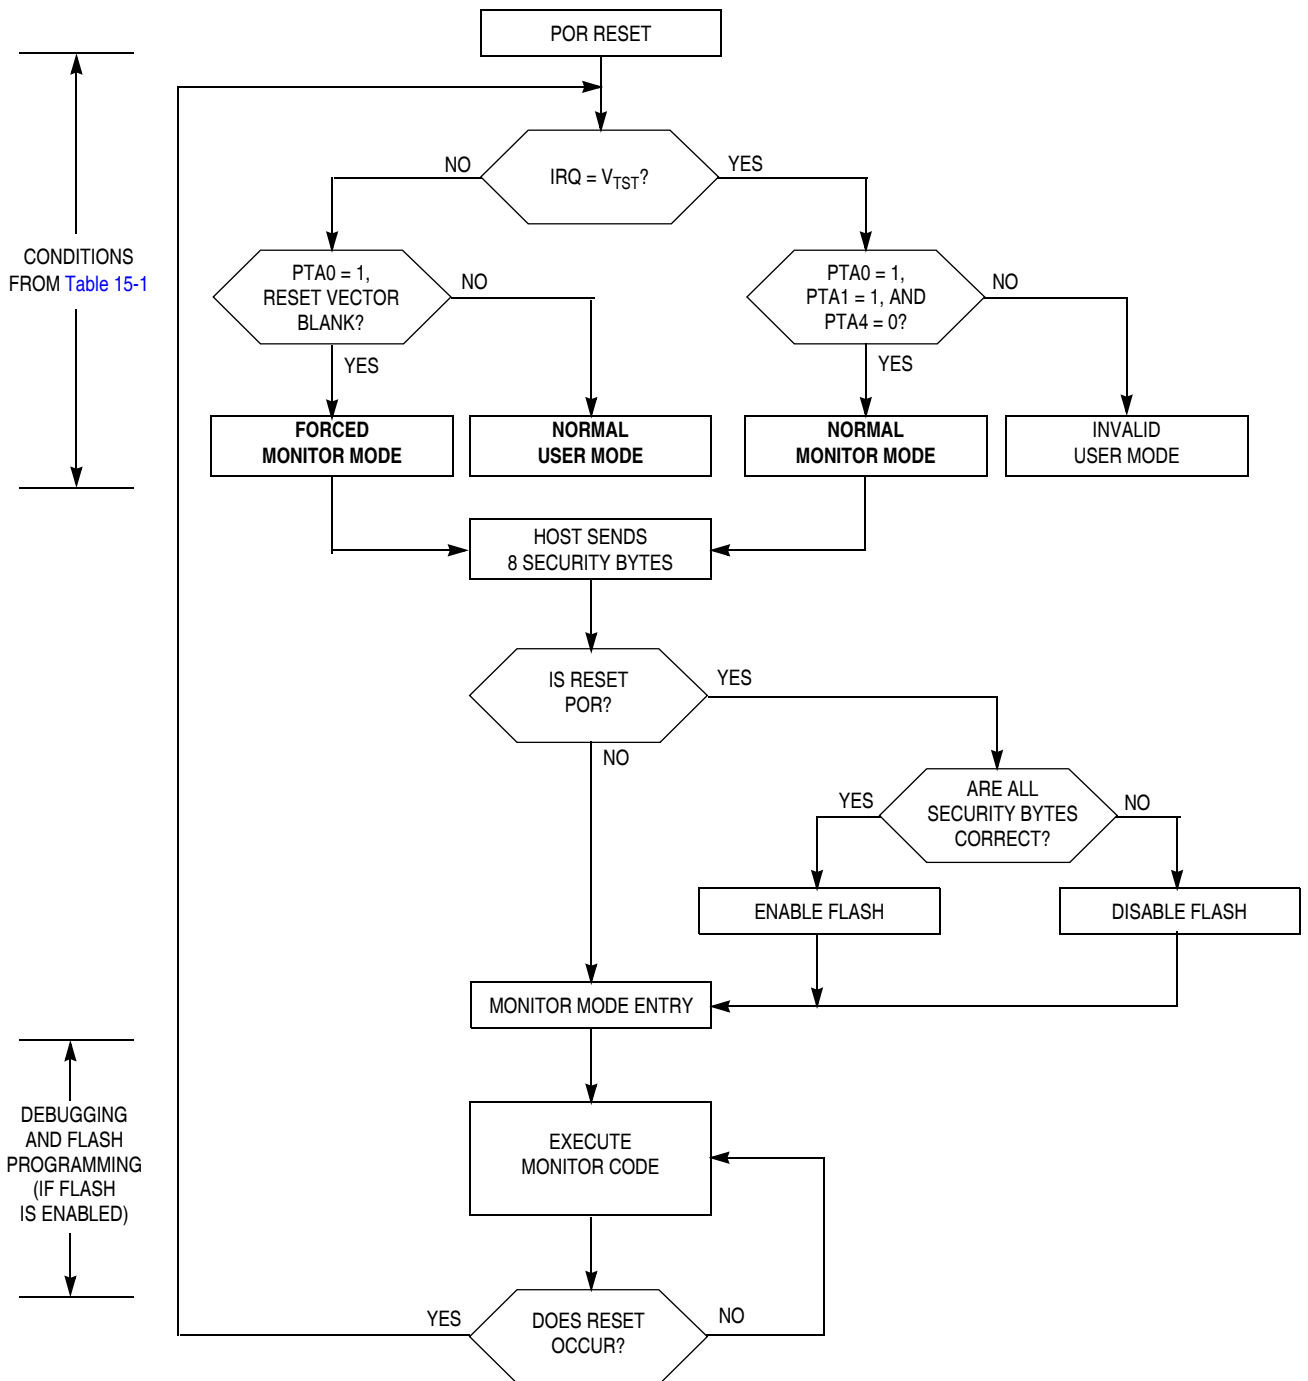 POR RESET
NO
YES
IRQ = VTST?
CONDITIONS
FROM Table 15-1
PTA0 = 1,
RESET VECTOR
BLANK?
NO
YES
PTA0 = 1,
PTA1 = 1, AND
PTA4 = 0?
NO
YES
FORCED
MONITOR MODE
NORMAL
USER MODE
NORMAL
MONITOR MODE
INVALID
USER MODE
HOST SENDS
8 SECURITY BYTES
IS RESET
POR?
YES
NO
ARE ALL
SECURITY BYTES
CORRECT?
YES
NO
ENABLE FLASH
DISABLE FLASH
MONITOR MODE ENTRY
DEBUGGING
AND FLASH
PROGRAMMING
(IF FLASH
IS ENABLED)
EXECUTE
MONITOR CODE
YES
DOES RESET
OCCUR?
NO